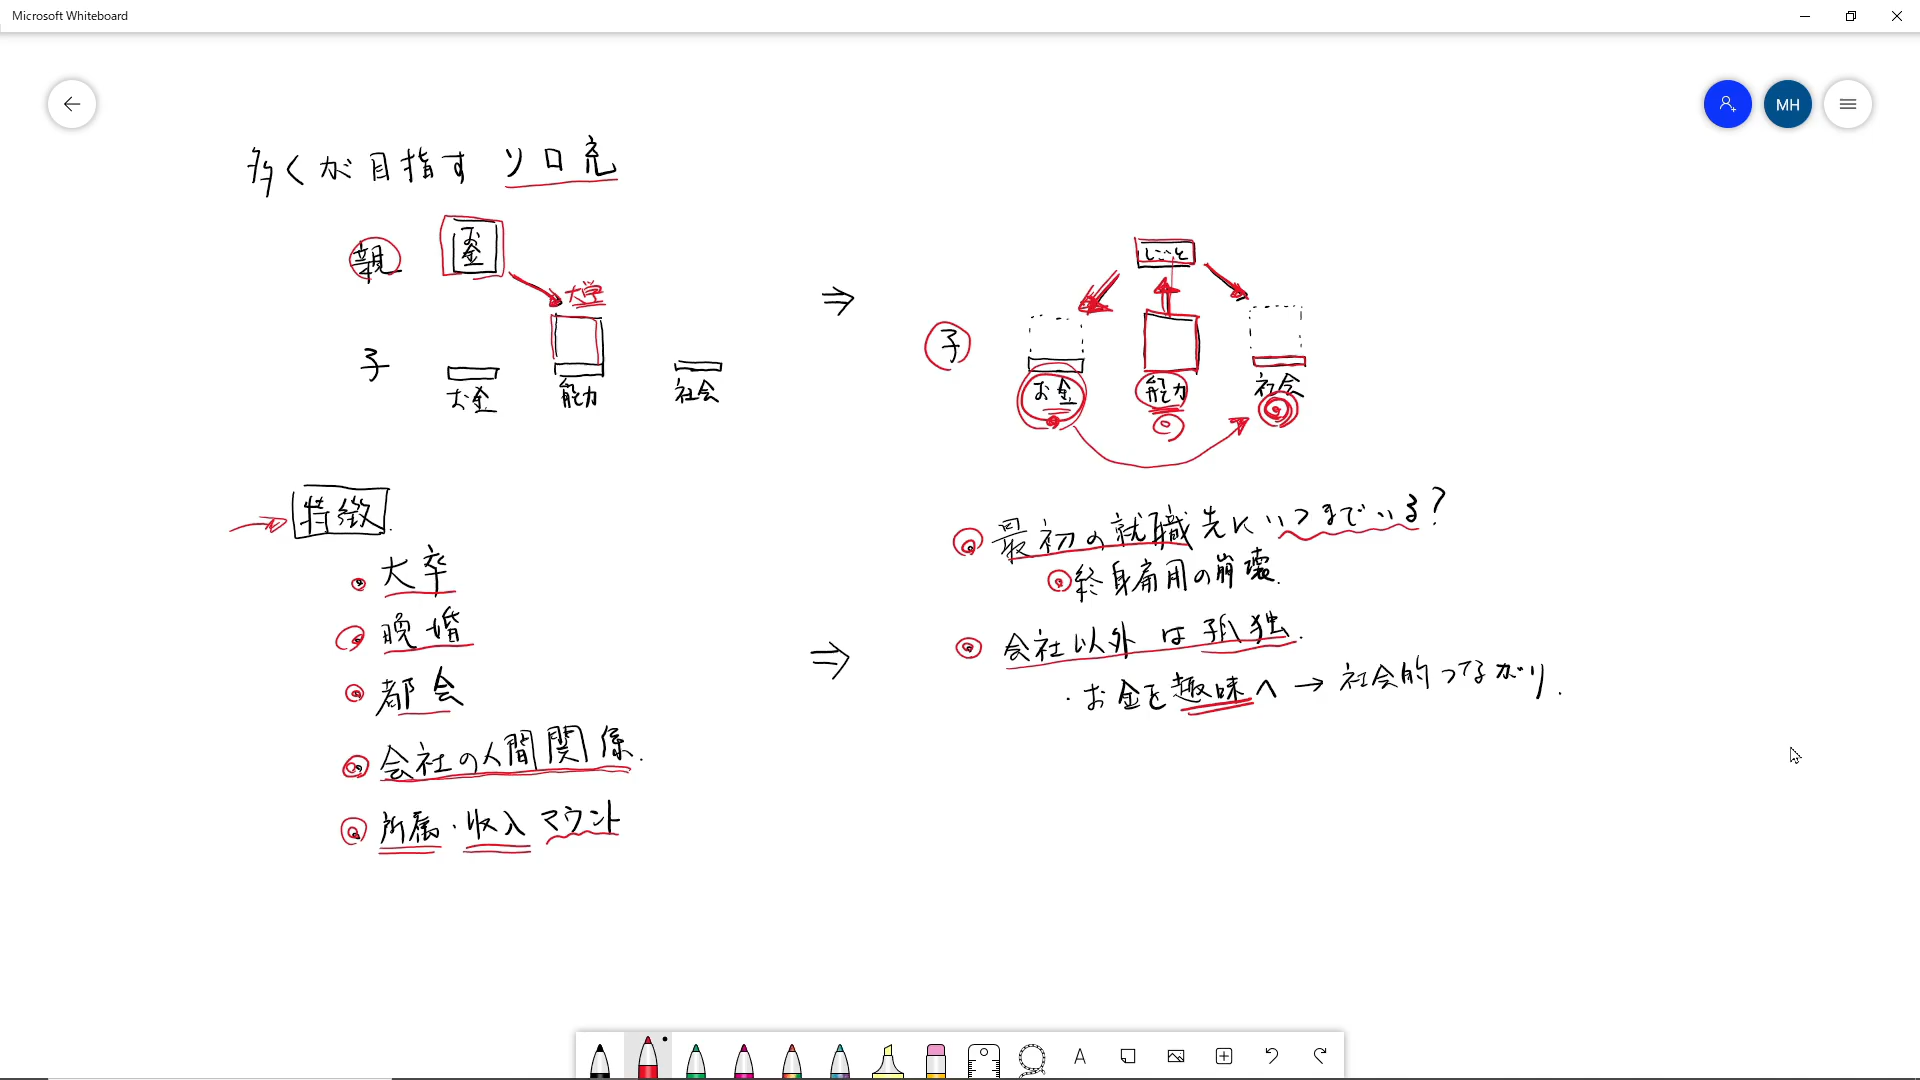 Microsoft Whiteboard
MH
多くが目指す ソロ充
親 お金
大学
子
お金 能力 社会
⇒
しごと
子
お金 能力 社会
特徴
・大卒
・晩婚
・都会
・会社の人間関係.
・所属・収入マウント
⇒
・最初の就職先にいつまでいる?
・終身雇用の崩壊.
・会社以外は孤独.
・お金を趣味へ→社会的つながり.
A